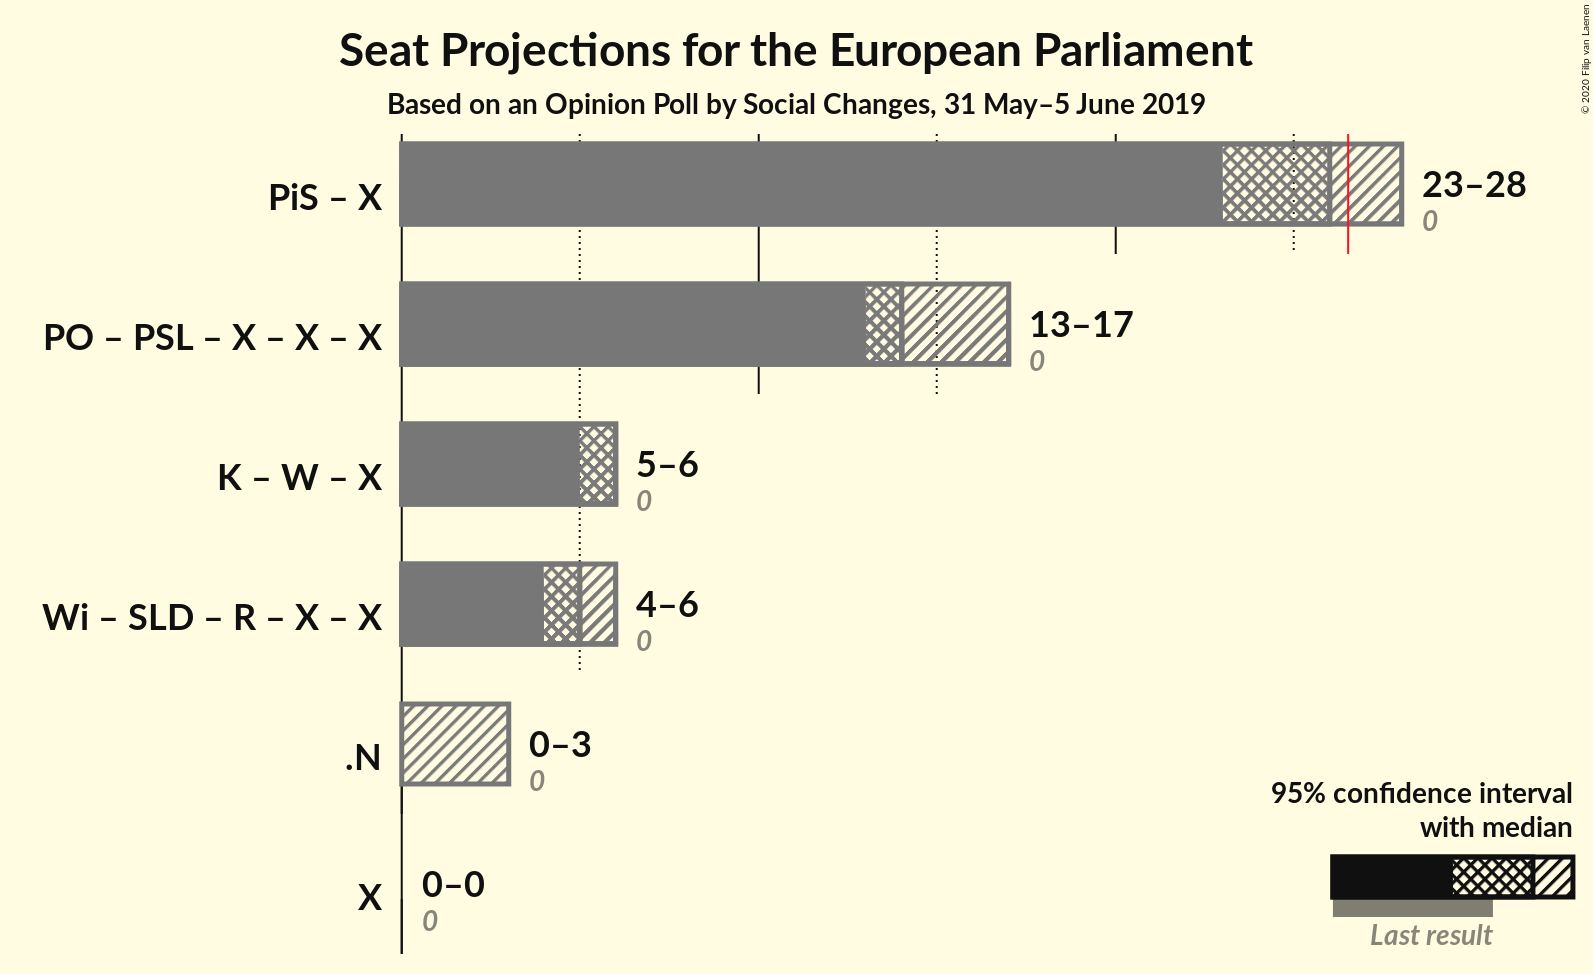 Seat Projections for the European Parliament
Based on an Opinion Poll by Social Changes, 31 May–5 June 2019
© 2020 Filip van Laenen
PiS – X
23–28
0
PO – PSL – X – X – X
13–17
0
K – W – X
5–6
0
Wi – SLD – R – X – X
4–6
0
.N
0–3
0
X
0–0
0
95% confidence interval
with median
Last result